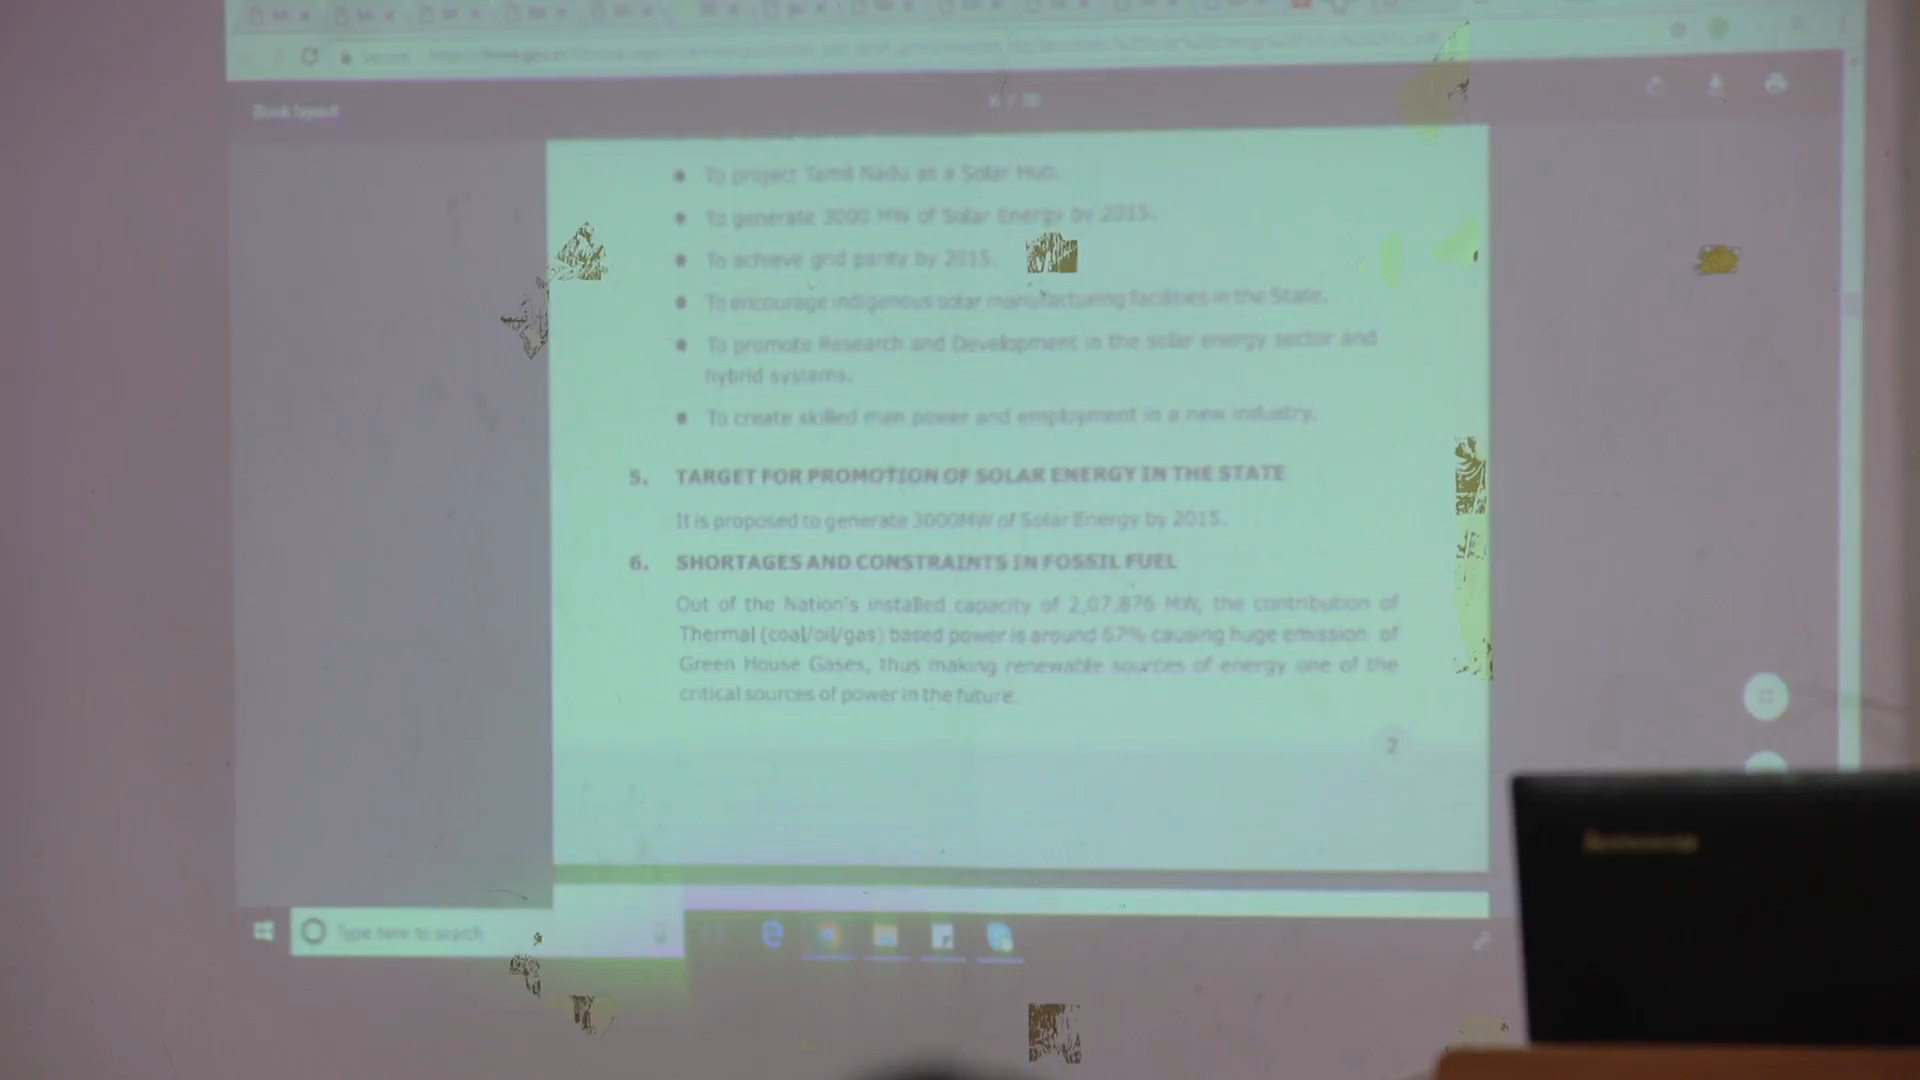 Secure
Book layout
To project Tamil Nadu as a Solar Hub.
To generate 3000 MW of Solar Energy by 2015.
To achieve grid parity by 2015.
To encourage indigenous solar manufacturing facilities in the State.
To promote Research and Development in the solar energy sector and
hybrid systems.
To create skilled man power and employment in a new industry.
5. TARGET FOR PROMOTION OF SOLAR ENERGY IN THE STATE
It is proposed to generate 3000MW of Solar Energy by 2015.
6. SHORTAGES AND CONSTRAINTS IN FOSSIL FUEL
Out of the Nation's installed capacity of 2,07,876 MW, the contribution of
Thermal (coal/oil/gas) based power is around 67% causing huge emission of
Green House Gases, thus making renewable sources of energy one of the
critical sources of power in the future.
2
Type here to search